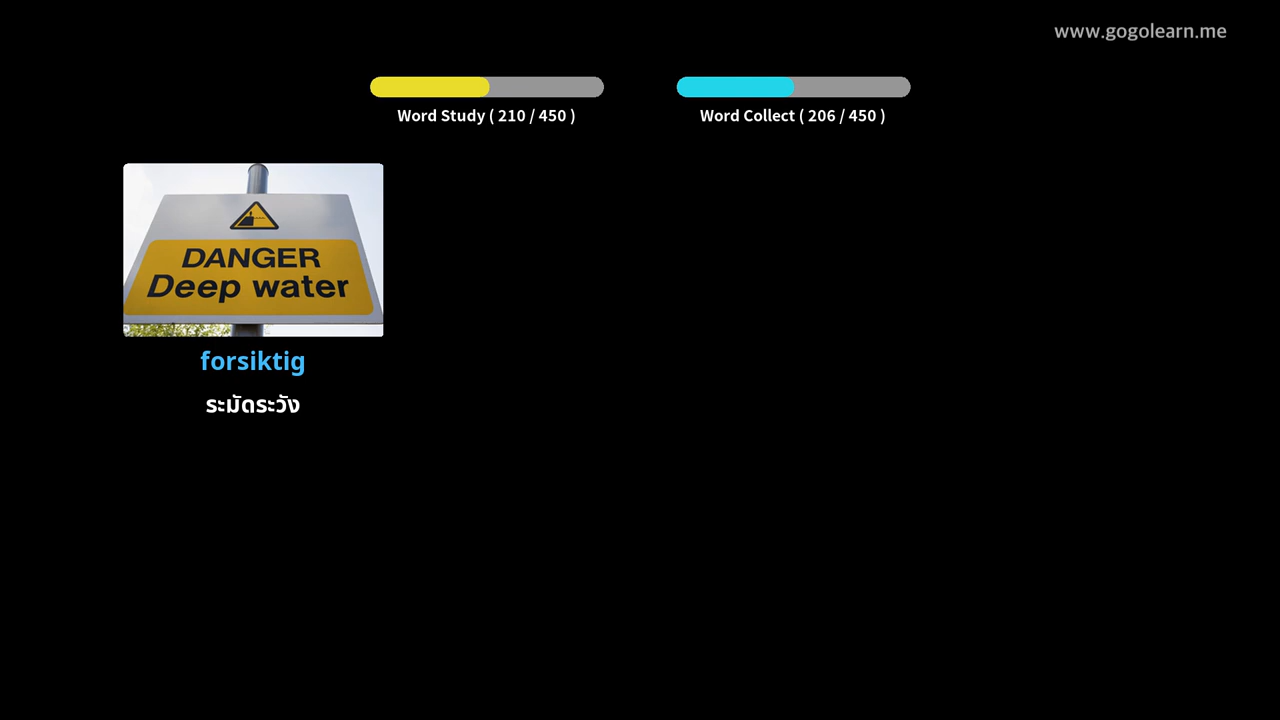 www.gogolearn.me
Word Study ( 210 / 450 )
Word Collect ( 206 / 450 )
DANGER
Deep water
forsiktig
ระมัดระวัง